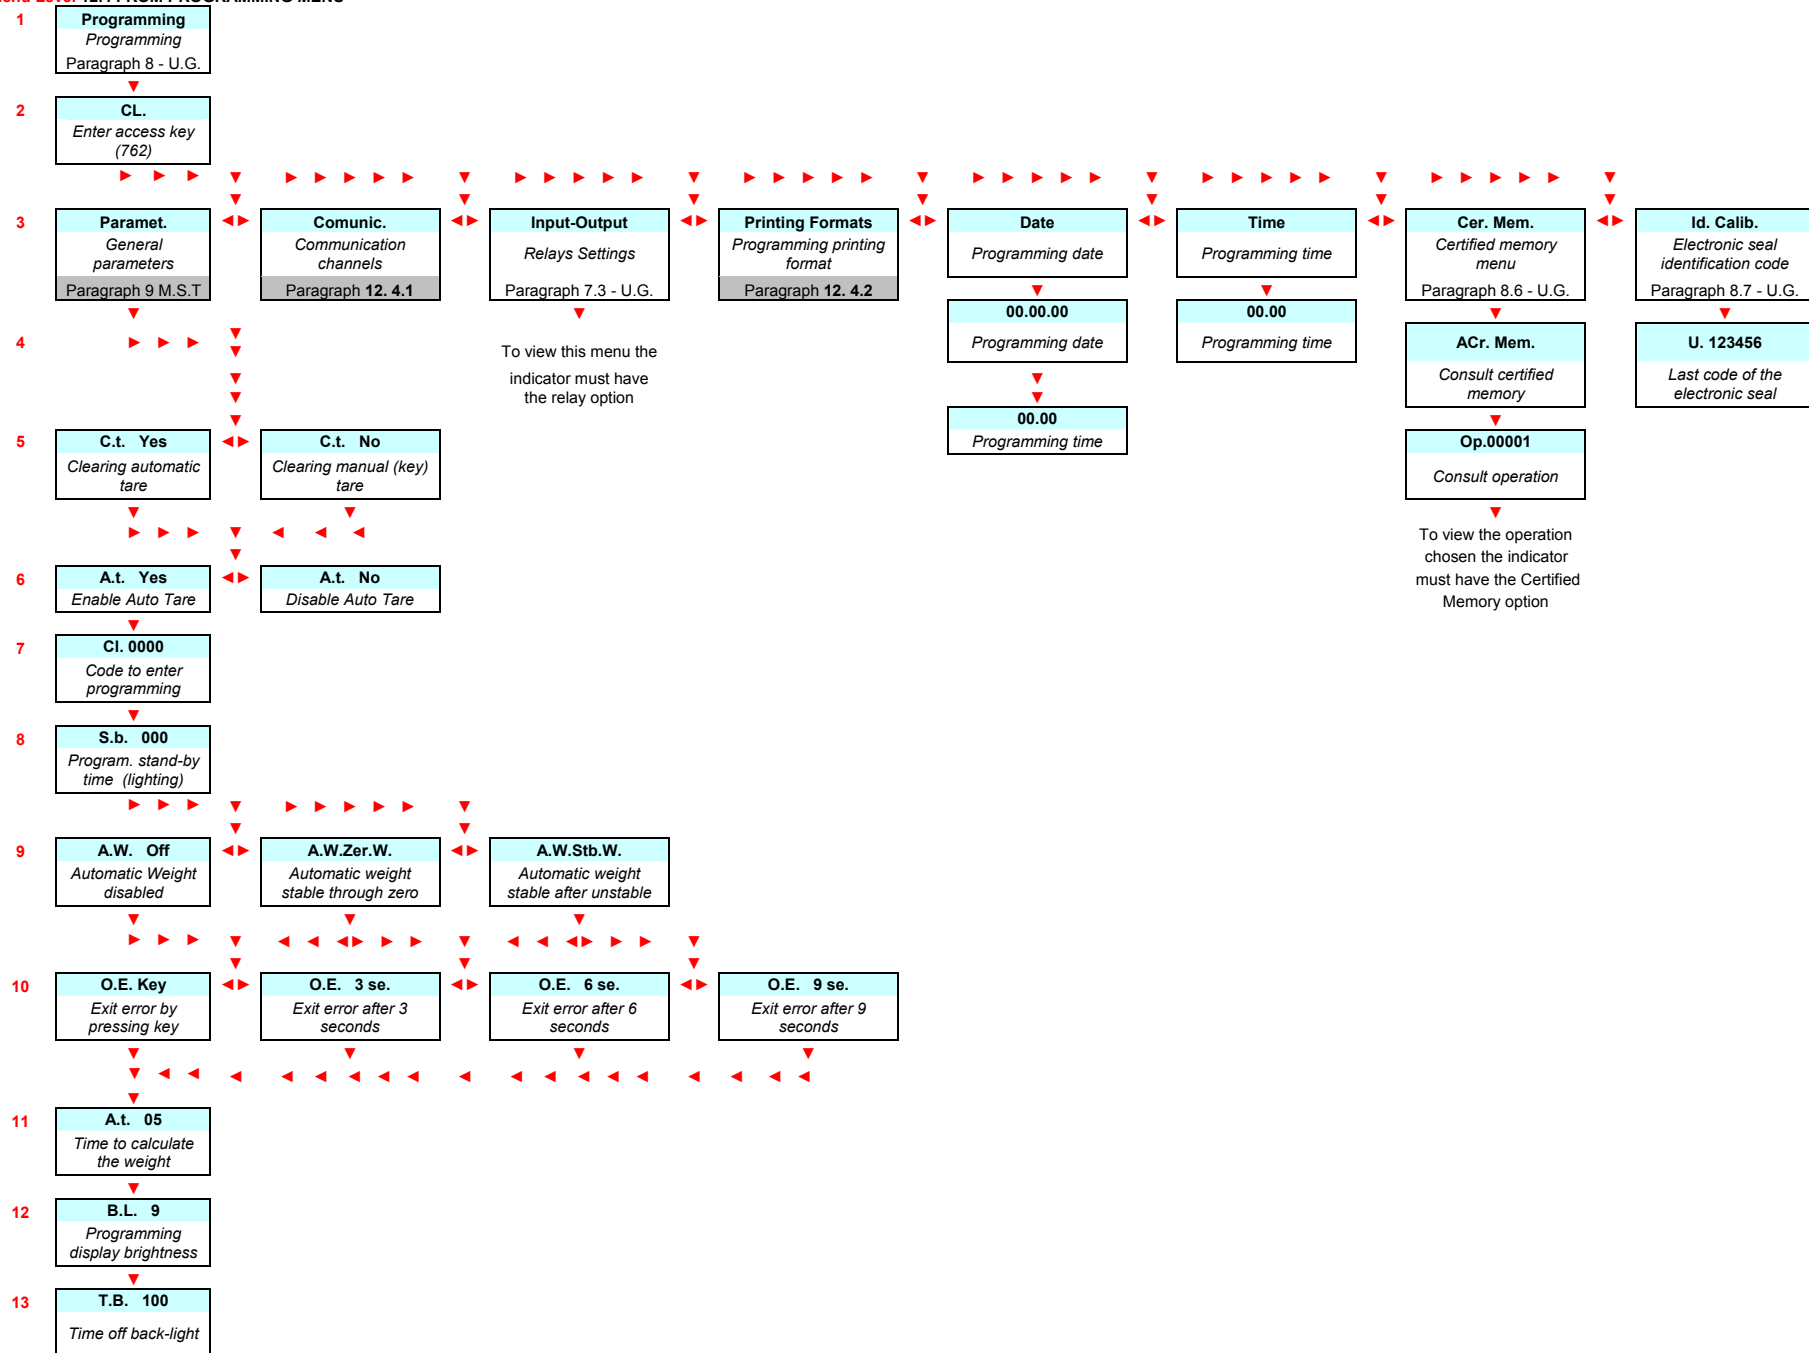 enu Level 12.4 FROM PROGRAMMING MENU
1
Programming
Programming
Paragraph 8 - U.G.
2
CL.
Enter access key
(762)
3
Paramet.
General
parameters
Paragraph 9 M.S.T
Comunic.
Communication
channels
Paragraph 12. 4.1
Input-Output
Relays Settings
Paragraph 7.3 - U.G.
Printing Formats
Programming printing
format
Paragraph 12. 4.2
Date
Programming date
Time
Programming time
Cer. Mem.
Certified memory
menu
Paragraph 8.6 - U.G.
Id. Calib.
Electronic seal
identification code
Paragraph 8.7 - U.G.
4
To view this menu the
indicator must have
the relay option
00.00.00
Programming date
00.00
Programming time
ACr. Mem.
Consult certified
memory
U. 123456
Last code of the
electronic seal
00.00
Programming time
5
C.t. Yes
Clearing automatic
tare
C.t. No
Clearing manual (key)
tare
Op.00001
Consult operation
To view the operation
chosen the indicator
must have the Certified
Memory option
6
A.t. Yes
Enable Auto Tare
A.t. No
Disable Auto Tare
7
Cl. 0000
Code to enter
programming
8
S.b. 000
Program. stand-by
time (lighting)
9
A.W. Off
Automatic Weight
disabled
A.W.Zer.W.
Automatic weight
stable through zero
A.W.Stb.W.
Automatic weight
stable after unstable
10
O.E. Key
Exit error by
pressing key
O.E. 3 se.
Exit error after 3
seconds
O.E. 6 se.
Exit error after 6
seconds
O.E. 9 se.
Exit error after 9
seconds
11
A.t. 05
Time to calculate
the weight
12
B.L. 9
Programming
display brightness
13
T.B. 100
Time off back-light